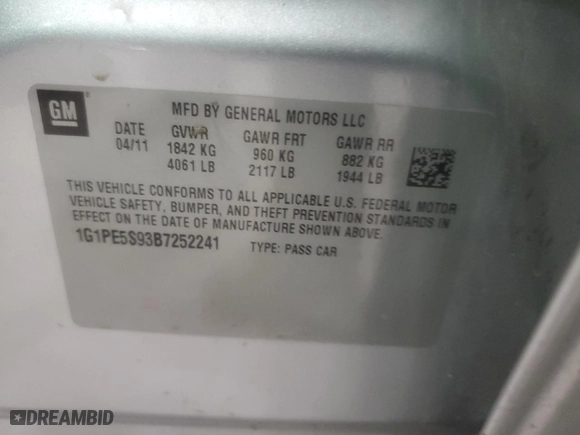 GM ®
MFD BY GENERAL MOTORS LLC
DATE GVWR GAWR FRT GAWR RR
04/11 1842 KG 960 KG 882 KG
4061 LB 2117 LB 1944 LB
THIS VEHICLE CONFORMS TO ALL APPLICABLE U.S. FEDERAL MOTOR
VEHICLE SAFETY, BUMPER, AND THEFT PREVENTION STANDARDS IN
EFFECT ON THE DATE OF MANUFACTURE SHOWN ABOVE.
1G1PE5S93B7252241 TYPE: PASS CAR
DREAMBID